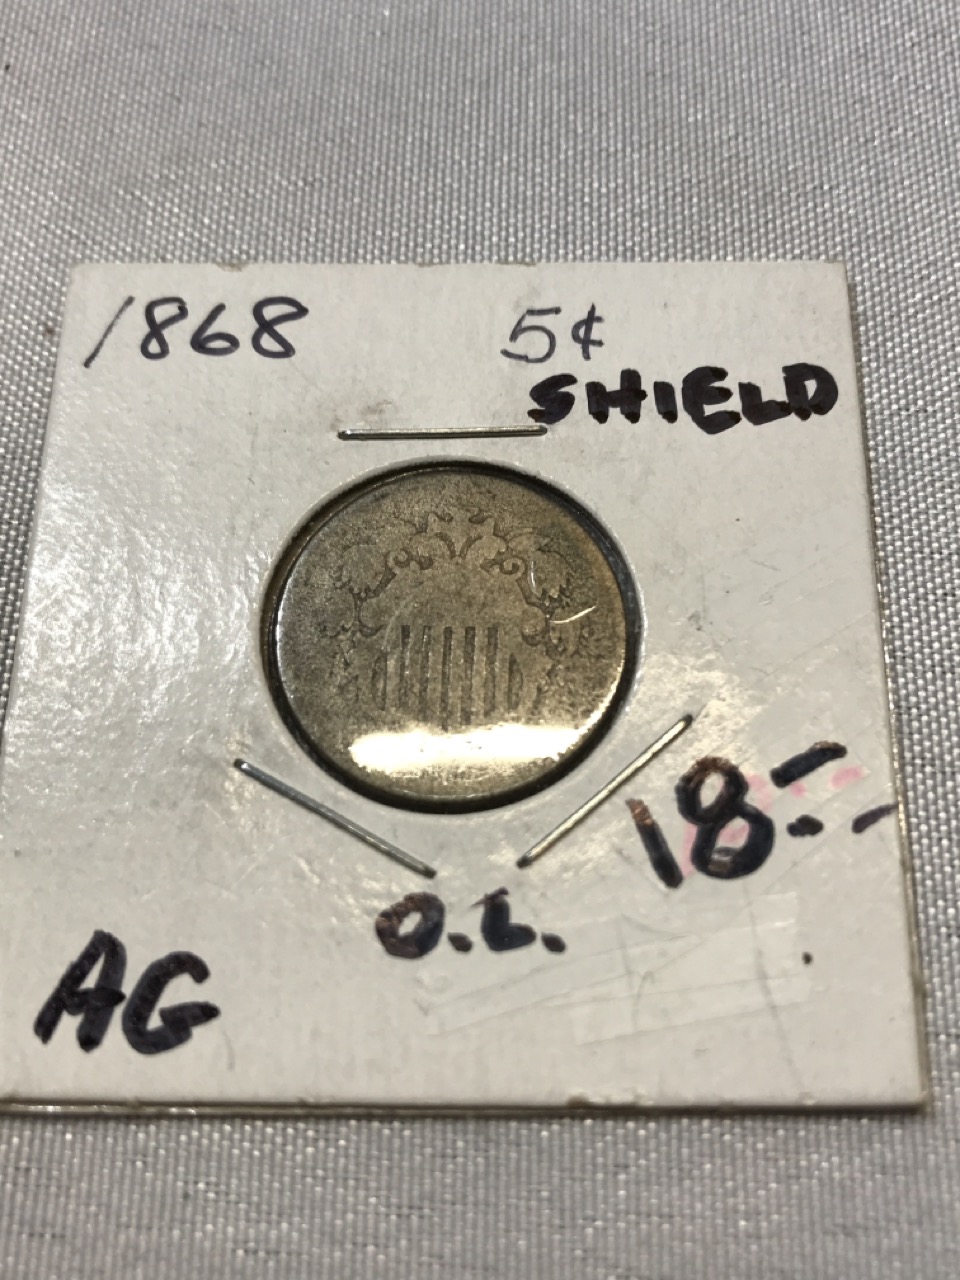 1868 5¢
SHIELD
18=
O.L.
AG